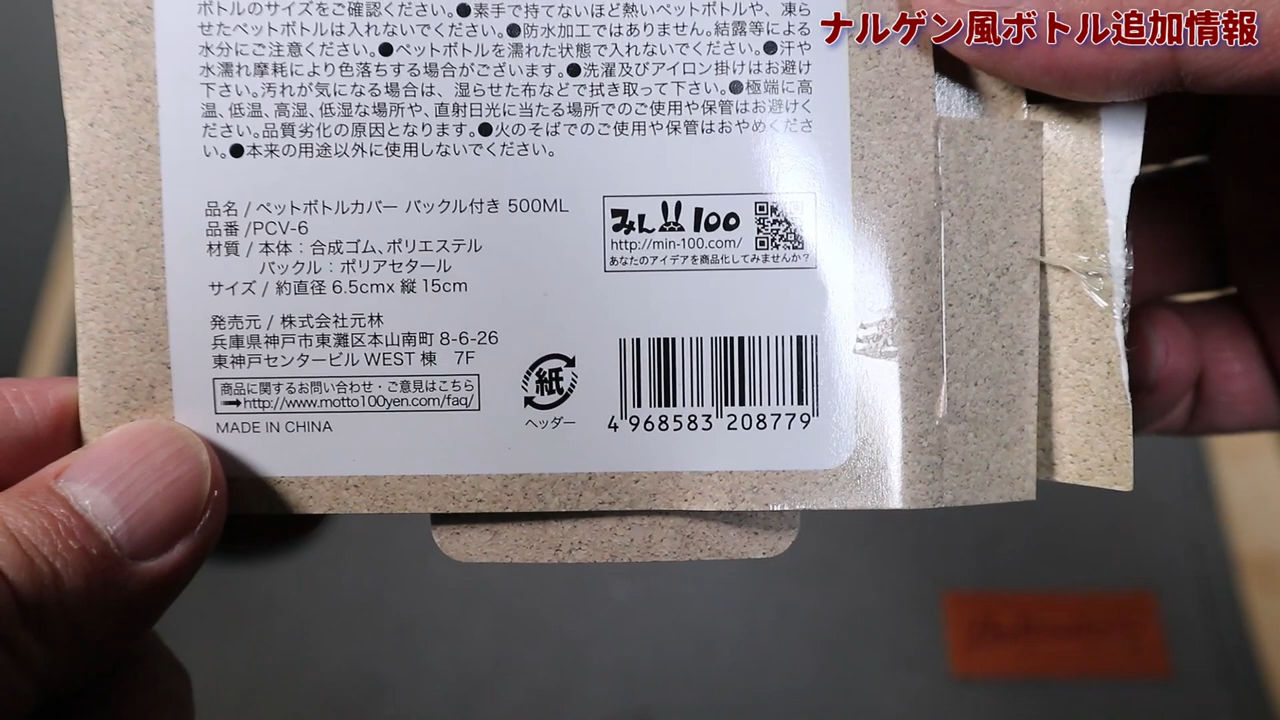 ナルゲン風ボトル追加情報
ボトルのサイズをご確認ください。●素手で持てないほど熱いペットボトルや、凍ら
せたペットボトルは入れないでください。●防水加工ではありません。結露等による
水分にご注意ください。●ペットボトルを濡れた状態で入れないでください。●汗や
水濡れ摩耗により色落ちする場合がございます。●洗濯及びアイロン掛けはお避け
下さい。汚れが気になる場合は、湿らせた布などで拭き取って下さい。●極端に高
温、低温、高湿、低湿な場所や、直射日光に当たる場所でのご使用や保管はお避けく
ださい。品質劣化の原因となります。●火のそばでのご使用や保管はおやめくださ
い。●本来の用途以外に使用しないでください。
品名 / ペットボトルカバー バックル付き 500ML
品番 /PCV-6
材質 / 本体：合成ゴム、ポリエステル
バックル：ポリアセタール
サイズ / 約直径 6.5cmx 縦 15cm
みん100
http://min-100.com/
あなたのアイデアを商品化してみませんか?
発売元 / 株式会社元林
兵庫県神戸市東灘区本山南町 8-6-26
東神戸センタービル WEST 棟 7F
商品に関するお問い合わせ・ご意見はこちら
➡http://www.motto100yen.com/faq/
MADE IN CHINA
紙
ヘッダー
4 968583 208779